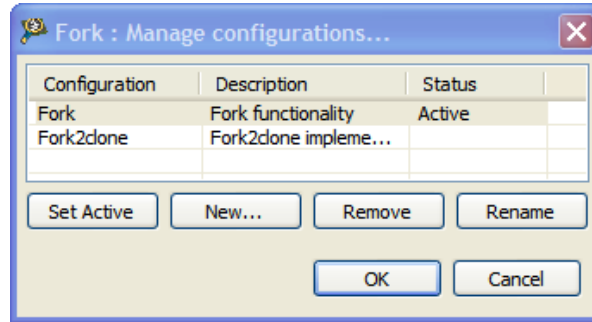 Fork : Manage configurations...
Configuration Description Status
Fork Fork functionality Active
Fork2clone Fork2clone impleme...
Set Active New... Remove Rename
OK Cancel